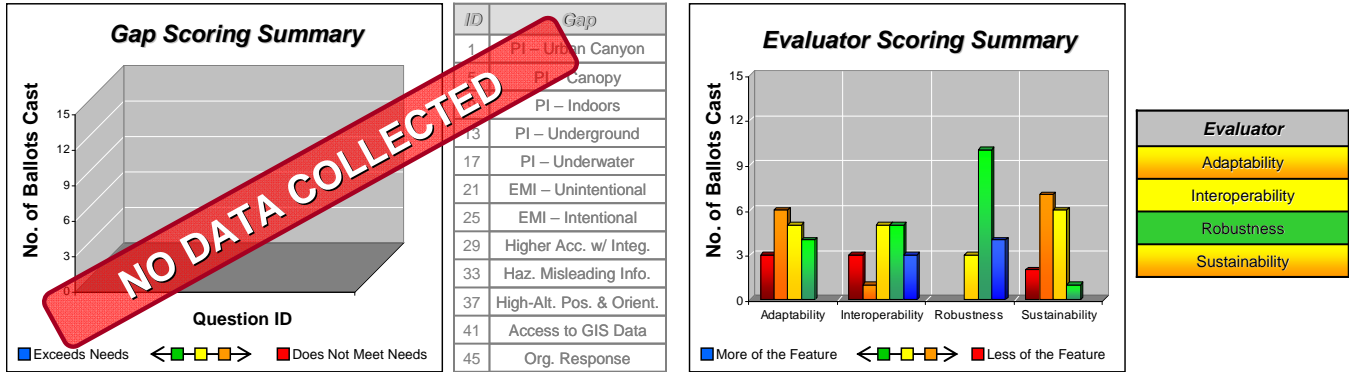 Gap Scoring Summary
No. of Ballots Cast
15
12
9
6
3
0
Question ID
Exceeds Needs
Does Not Meet Needs
NO DATA COLLECTED
ID Gap
1 PI – Urban Canyon
5 PI – Canopy
PI – Indoors
13 PI – Underground
17 PI – Underwater
21 EMI – Unintentional
25 EMI – Intentional
29 Higher Acc. w/ Integ.
33 Haz. Misleading Info.
37 High-Alt. Pos. & Orient.
41 Access to GIS Data
45 Org. Response
Evaluator Scoring Summary
No. of Ballots Cast
15
12
9
6
3
0
Adaptability Interoperability Robustness Sustainability
More of the Feature
Less of the Feature
Evaluator
Adaptability
Interoperability
Robustness
Sustainability